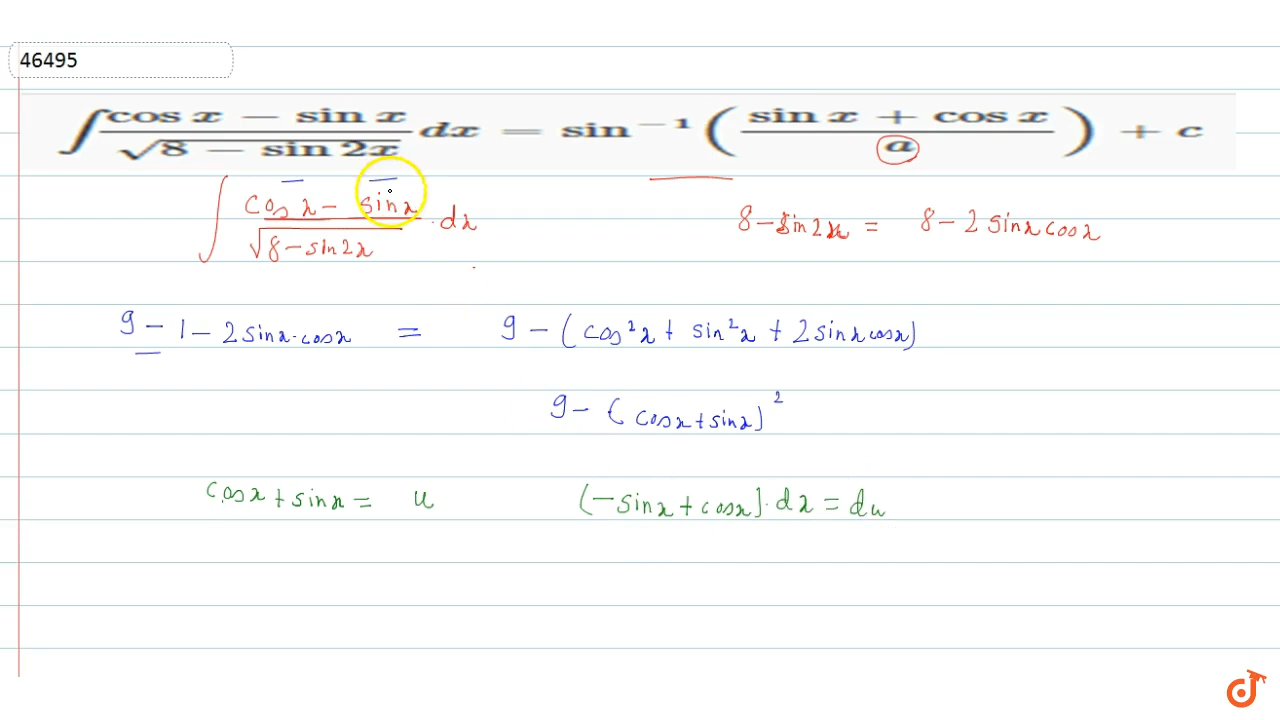 46495
∫ cos x − sin x / √8 − sin 2x dx = sin⁻¹ ( sin x + cos x / a ) + c
∫ cos x − sin x / √8 − sin 2x · dx
8 − sin 2x = 8 − 2 sin x cos x
9 − 1 − 2 sin x · cos x = 9 − (cos² x + sin² x + 2 sin x cos x)
9 − (cos x + sin x)²
cos x + sin x = u (− sin x + cos x) · dx = du